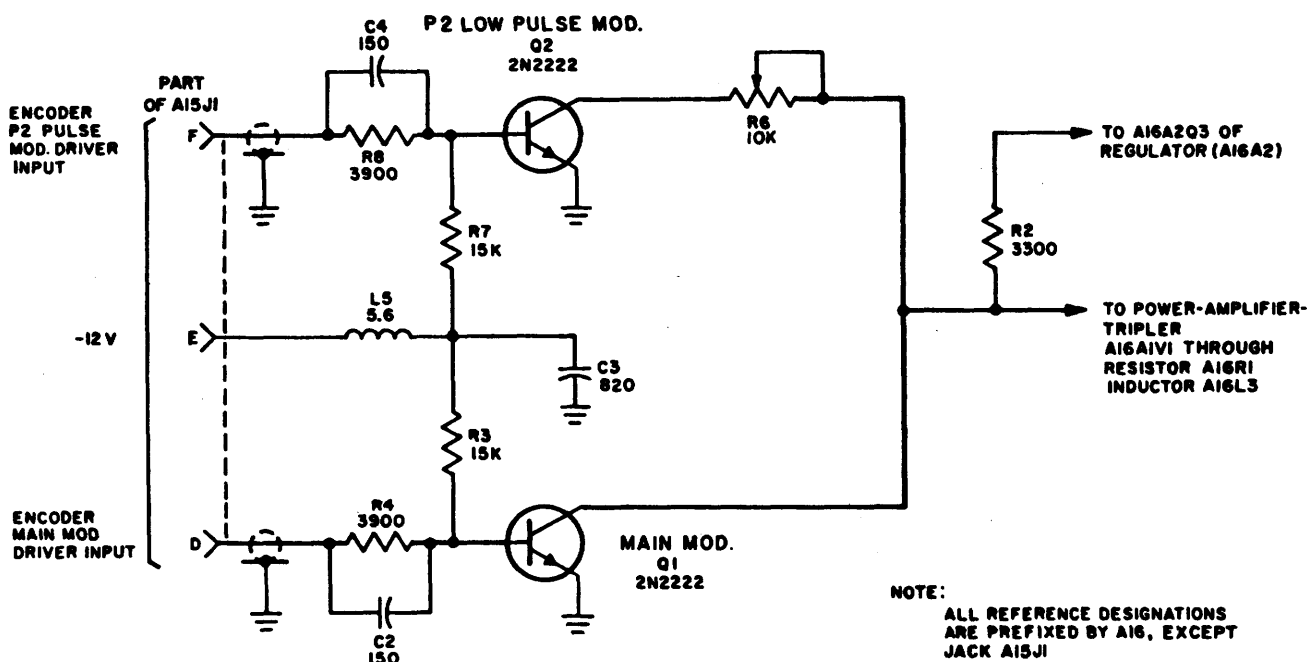 P2 LOW PULSE MOD.
Q2
2N2222
C4
150
PART
OF A15J1
ENCODER
P2 PULSE
MOD. DRIVER
INPUT
F
R8
3900
R6
10K
TO A16A2Q3 OF
REGULATOR (A16A2)
R7
15K
R2
3300
L5
5.6
-12 V
E
C3
820
TO POWER-AMPLIFIER-
TRIPLER
A16A1V1 THROUGH
RESISTOR A16R1
INDUCTOR A16L3
R3
15K
R4
3900
ENCODER
MAIN MOD
DRIVER INPUT
D
MAIN MOD.
Q1
2N2222
C2
150
NOTE:
ALL REFERENCE DESIGNATIONS
ARE PREFIXED BY A16, EXCEPT
JACK A15J1